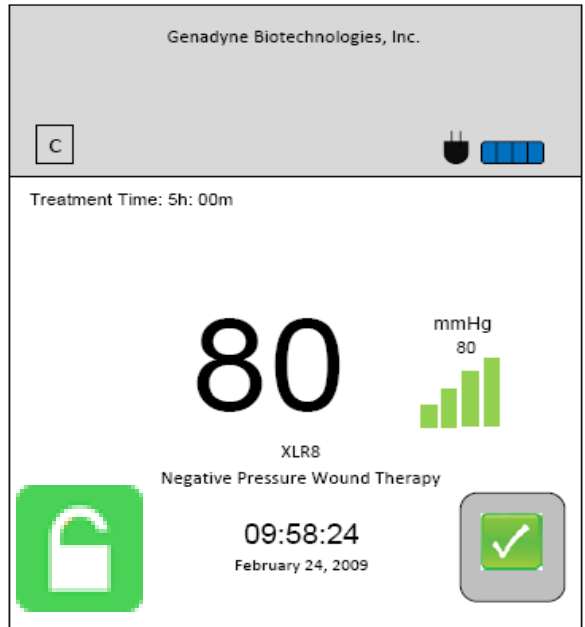 Genadyne Biotechnologies, Inc.
C
Treatment Time: 5h: 00m
80
mmHg
80
XLR8
Negative Pressure Wound Therapy
09:58:24
February 24, 2009